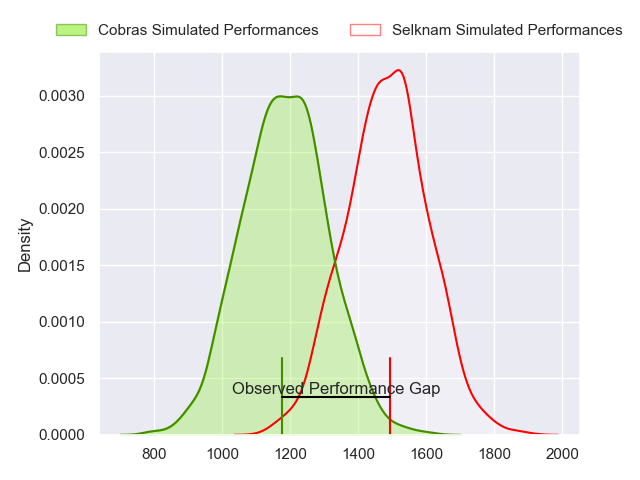 Cobras Simulated Performances
Selknam Simulated Performances
0.0030
0.0025
0.0020
0.0015
0.0010
0.0005
0.0000
Density
Observed Performance Gap
800 1000 1200 1400 1600 1800 2000